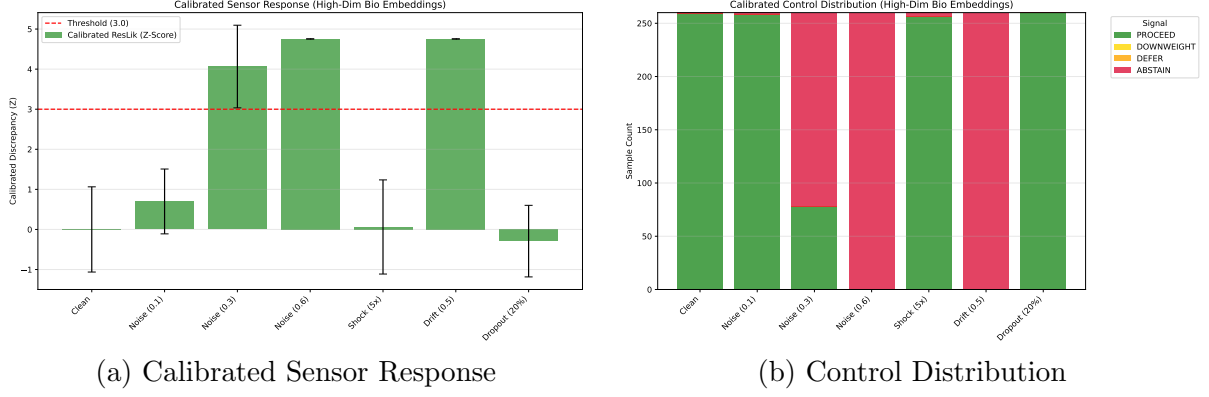 Calibrated Sensor Response (High-Dim Bio Embeddings)
Threshold (3.0)
Calibrated ResLik (Z-Score)
Calibrated Discrepancy (Z)
5
4
3
2
1
0
−1
Clean
Noise (0.1)
Noise (0.3)
Noise (0.6)
Shock (5x)
Drift (0.5)
Dropout (20%)
(a) Calibrated Sensor Response
Calibrated Control Distribution (High-Dim Bio Embeddings)
Sample Count
250
200
150
100
50
0
Clean
Noise (0.1)
Noise (0.3)
Noise (0.6)
Shock (5x)
Drift (0.5)
Dropout (20%)
Signal
PROCEED
DOWNWEIGHT
DEFER
ABSTAIN
(b) Control Distribution